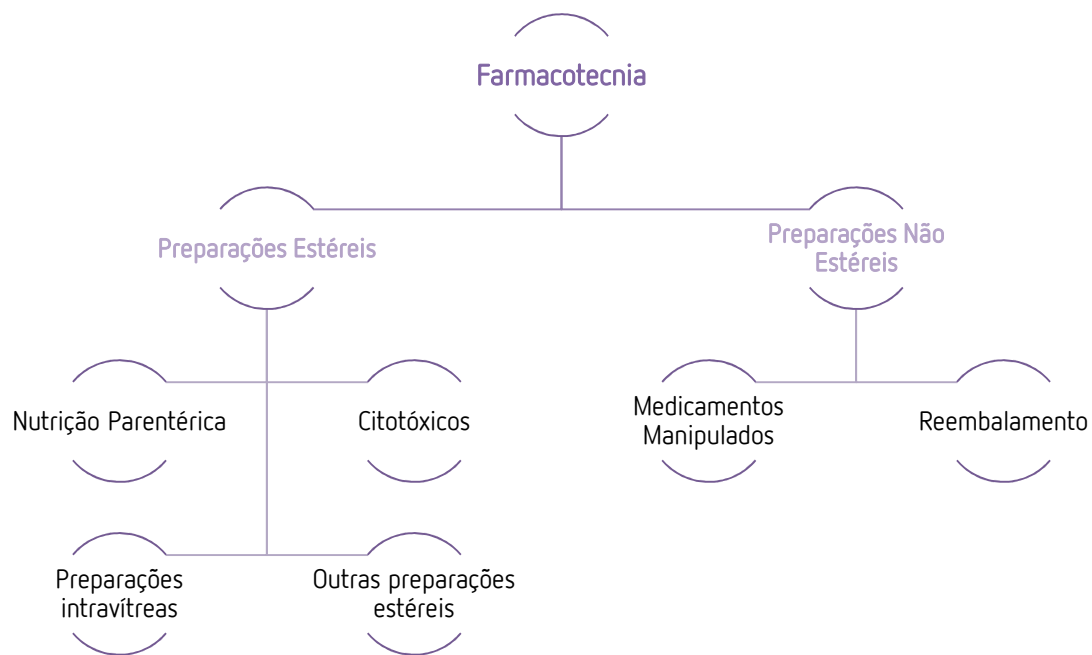 Farmacotecnia
Preparações Estéreis
Preparações Não
Estéreis
Nutrição Parentérica
Citotóxicos
Medicamentos
Manipulados
Reembalamento
Preparações
intravítreas
Outras preparações
estéreis